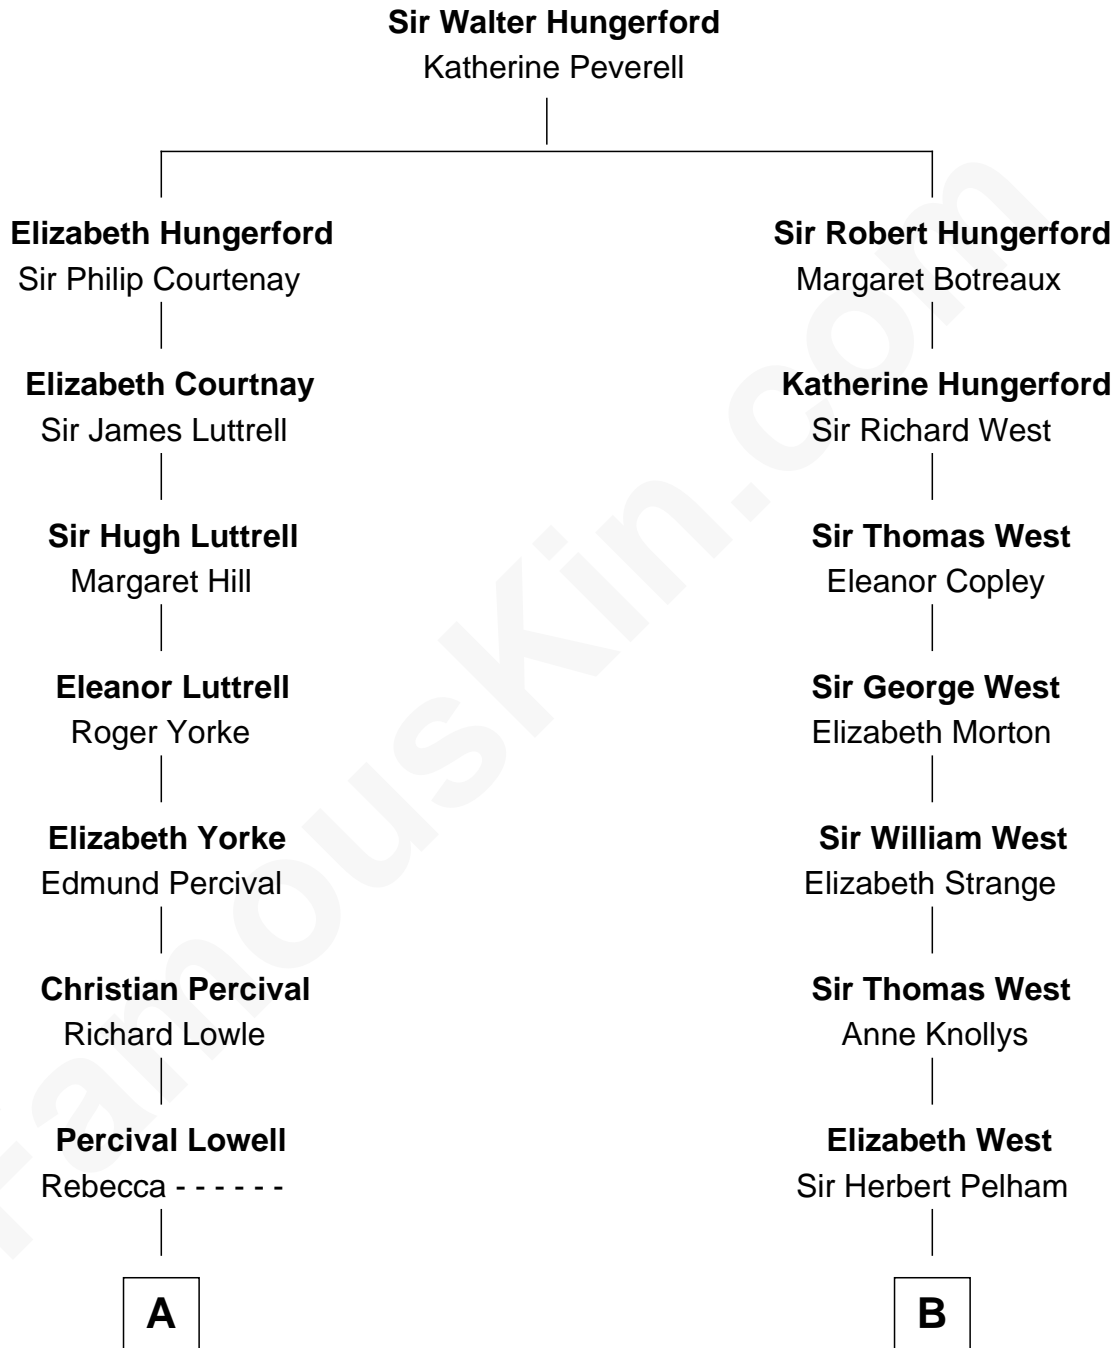 Sir Walter Hungerford
Katherine Peverell
Elizabeth Hungerford
Sir Philip Courtenay
Sir Robert Hungerford
Margaret Botreaux
Elizabeth Courtnay
Sir James Luttrell
Katherine Hungerford
Sir Richard West
Sir Hugh Luttrell
Margaret Hill
Sir Thomas West
Eleanor Copley
Eleanor Luttrell
Roger Yorke
Sir George West
Elizabeth Morton
Elizabeth Yorke
Edmund Percival
Sir William West
Elizabeth Strange
Christian Percival
Richard Lowle
Sir Thomas West
Anne Knollys
Percival Lowell
Rebecca - - - - - -
Elizabeth West
Sir Herbert Pelham
A
B
FamousKin.com